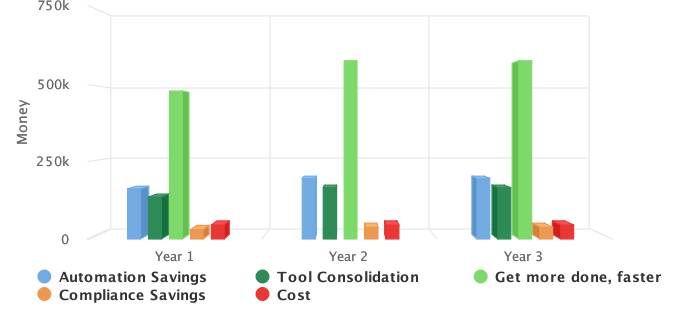 750k
500k
250k
0
Money
Year 1
Year 2
Year 3
Automation Savings
Tool Consolidation
Get more done, faster
Compliance Savings
Cost